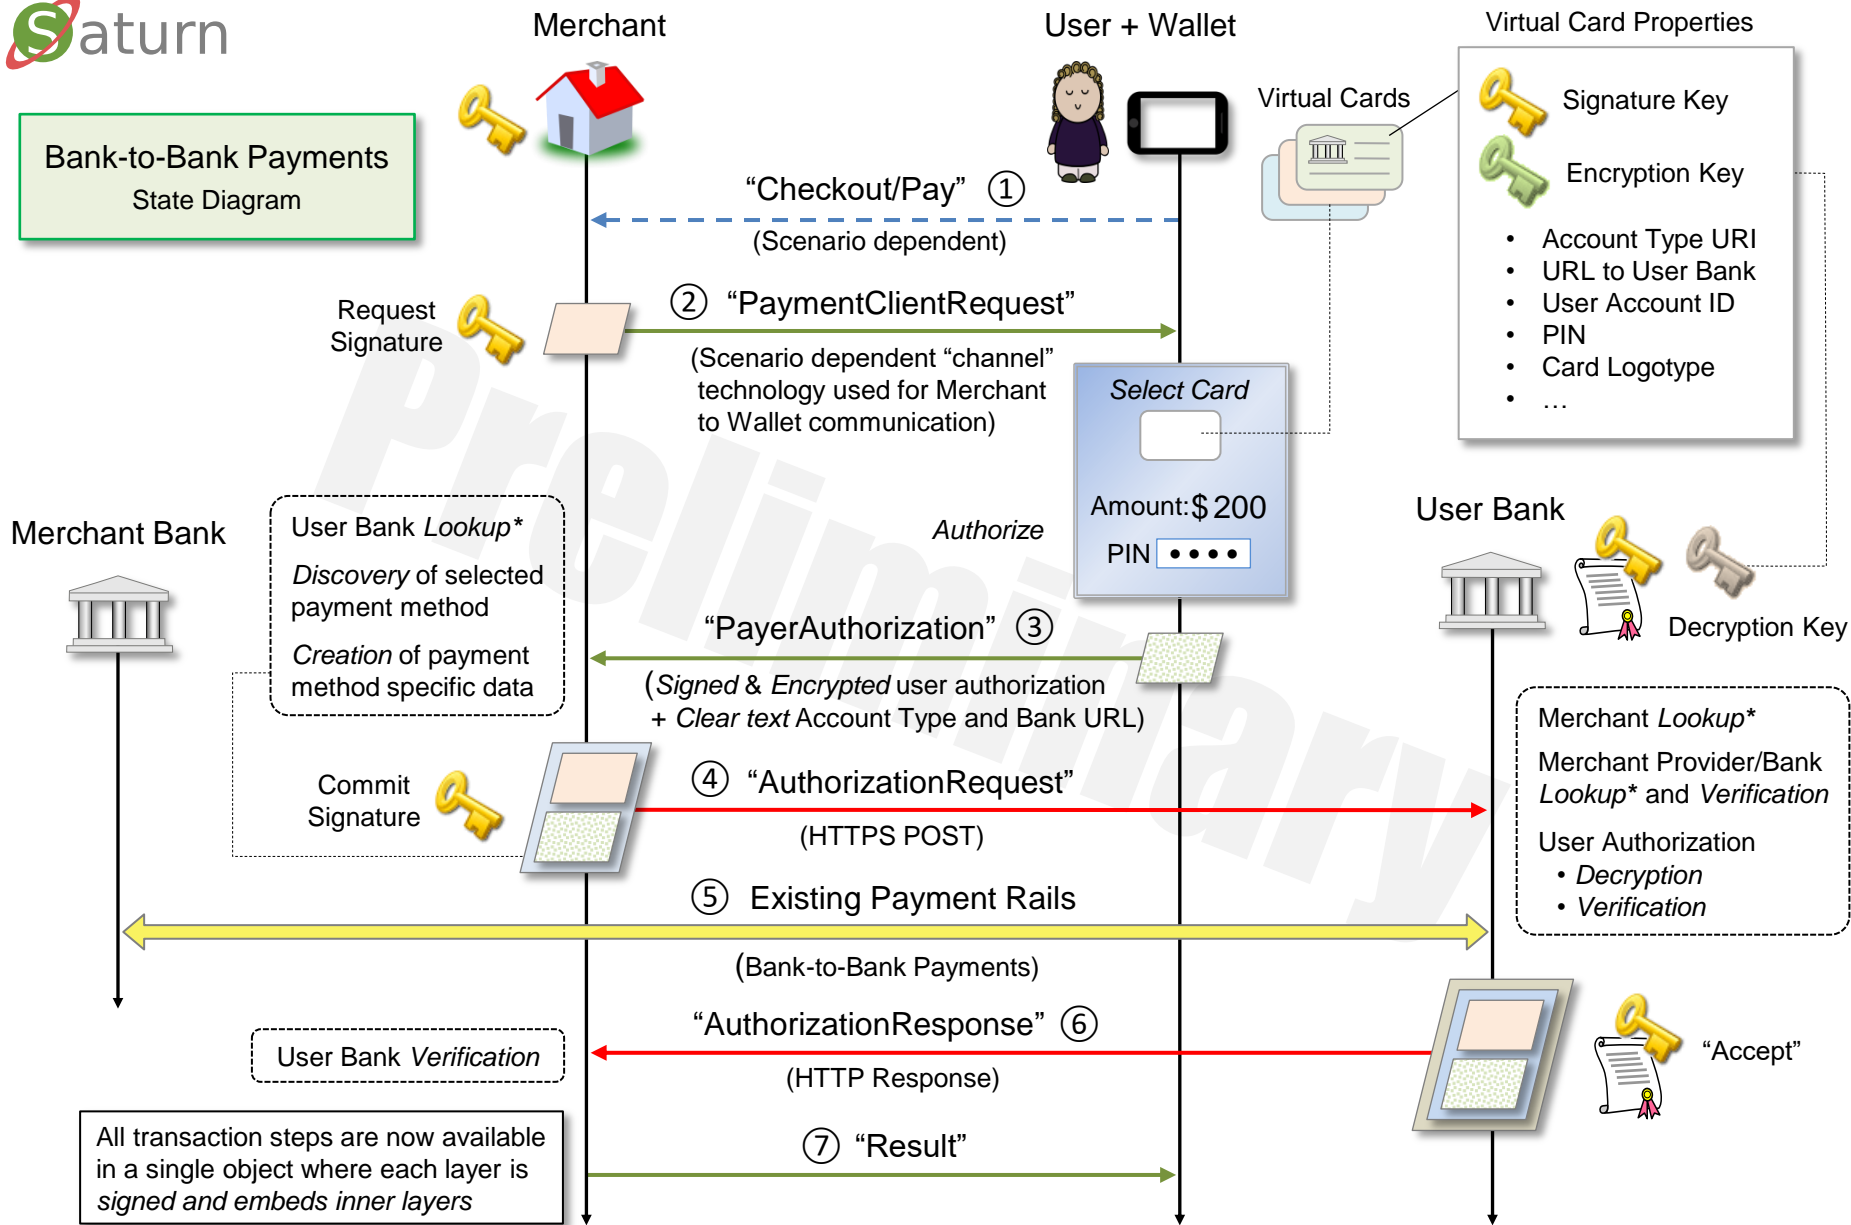 Saturn
Merchant
User + Wallet
Virtual Card Properties
Bank-to-Bank Payments
State Diagram
Virtual Cards
Signature Key
Encryption Key
• Account Type URI
• URL to User Bank
• User Account ID
• PIN
• Card Logotype
• …
“Checkout/Pay” ①
(Scenario dependent)
Request
Signature
② “PaymentClientRequest”
(Scenario dependent “channel”
technology used for Merchant
to Wallet communication)
Select Card
Amount: $ 200
PIN ••••
Authorize
Merchant Bank
User Bank Lookup*
Discovery of selected
payment method
Creation of payment
method specific data
User Bank
Decryption Key
“PayerAuthorization” ③
(Signed & Encrypted user authorization
+ Clear text Account Type and Bank URL)
Merchant Lookup*
Merchant Provider/Bank
Lookup* and Verification
User Authorization
• Decryption
• Verification
Commit
Signature
④ “AuthorizationRequest”
(HTTPS POST)
⑤ Existing Payment Rails
(Bank-to-Bank Payments)
“AuthorizationResponse” ⑥
(HTTP Response)
“Accept”
User Bank Verification
All transaction steps are now available
in a single object where each layer is
signed and embeds inner layers
⑦ “Result”
Preliminary